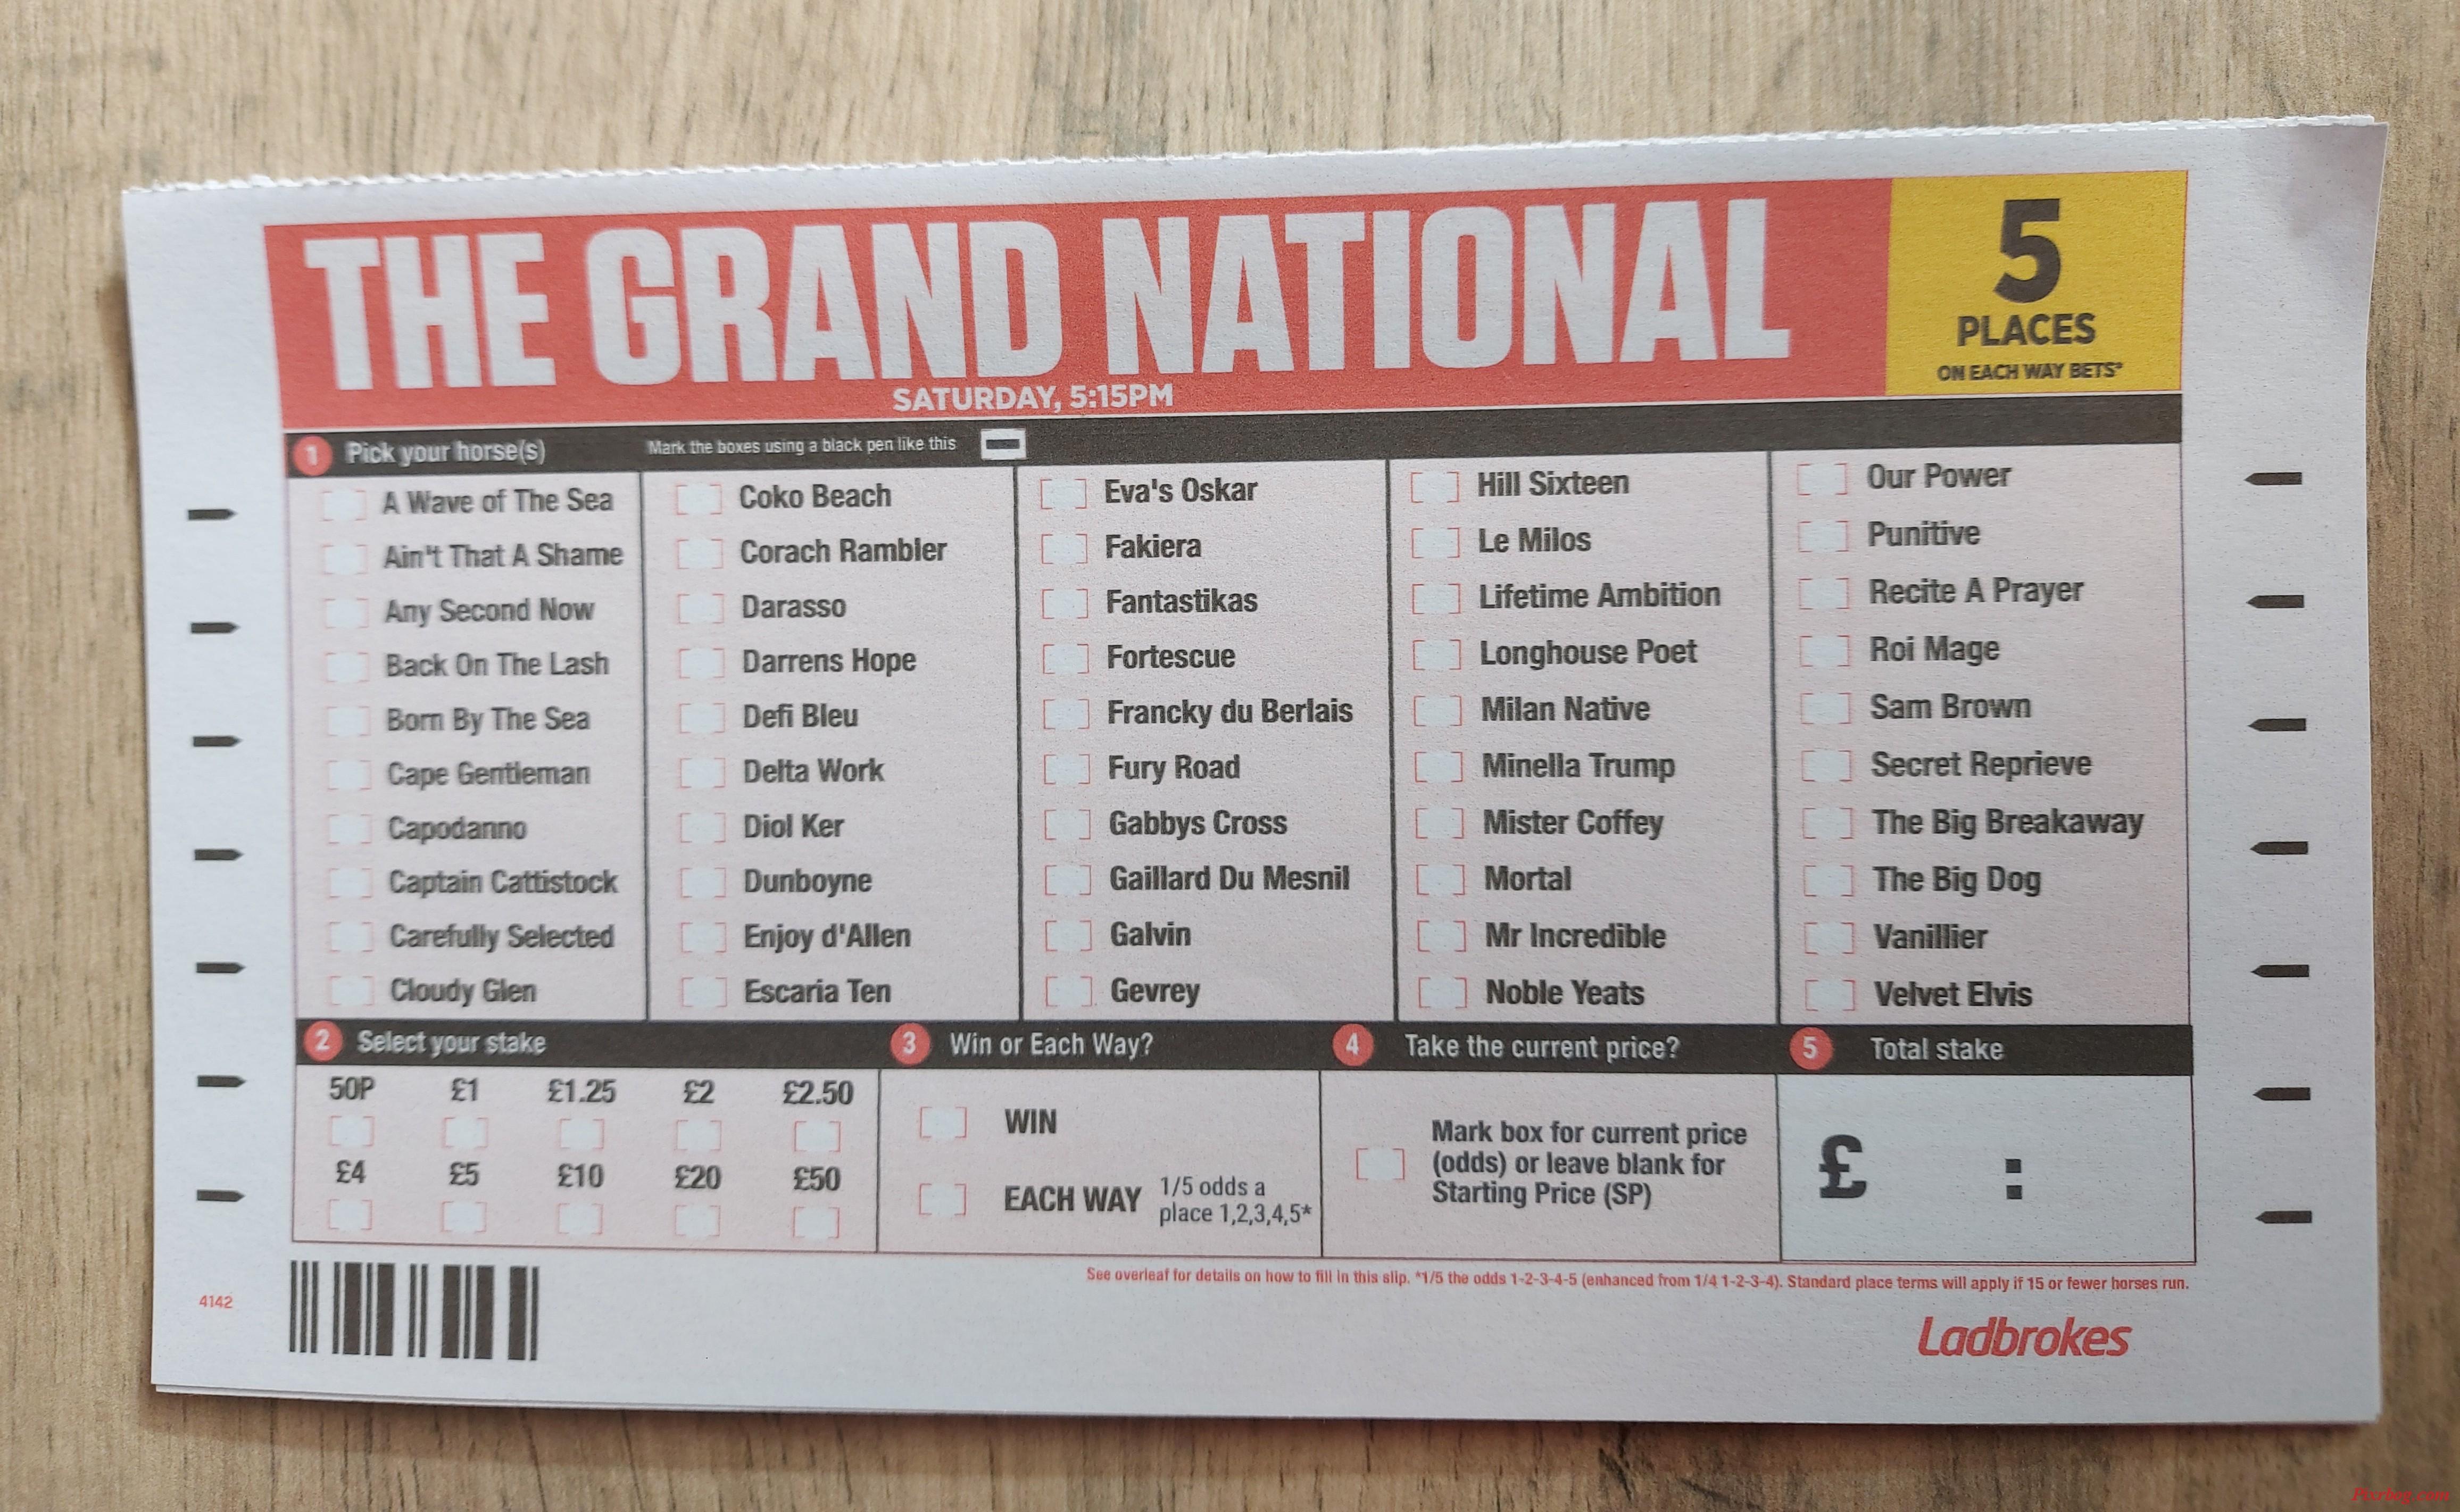 THE GRAND NATIONAL
SATURDAY, 5:15PM
5
PLACES
ON EACH WAY BETS*
1 Pick your horse(s) Mark the boxes using a black pen like this
A Wave of The Sea
Ain't That A Shame
Any Second Now
Back On The Lash
Born By The Sea
Cape Gentleman
Capodanno
Captain Cattistock
Carefully Selected
Cloudy Glen
Coko Beach
Corach Rambler
Darasso
Darrens Hope
Defi Bleu
Delta Work
Diol Ker
Dunboyne
Enjoy d'Allen
Escaria Ten
Eva's Oskar
Fakiera
Fantastikas
Fortescue
Francky du Berlais
Fury Road
Gabbys Cross
Gaillard Du Mesnil
Galvin
Gevrey
Hill Sixteen
Le Milos
Lifetime Ambition
Longhouse Poet
Milan Native
Minella Trump
Mister Coffey
Mortal
Mr Incredible
Noble Yeats
Our Power
Punitive
Recite A Prayer
Roi Mage
Sam Brown
Secret Reprieve
The Big Breakaway
The Big Dog
Vanillier
Velvet Elvis
2 Select your stake
50P £1 £1.25 £2 £2.50
£4 £5 £10 £20 £50
3 Win or Each Way?
WIN
EACH WAY 1/5 odds a
place 1,2,3,4,5*
4 Take the current price?
Mark box for current price
(odds) or leave blank for
Starting Price (SP)
5 Total stake
£ :
See overleaf for details on how to fill in this slip. *1/5 the odds 1-2-3-4-5 (enhanced from 1/4 1-2-3-4). Standard place terms will apply if 15 or fewer horses run.
4142
Ladbrokes
Pixrbeg.com